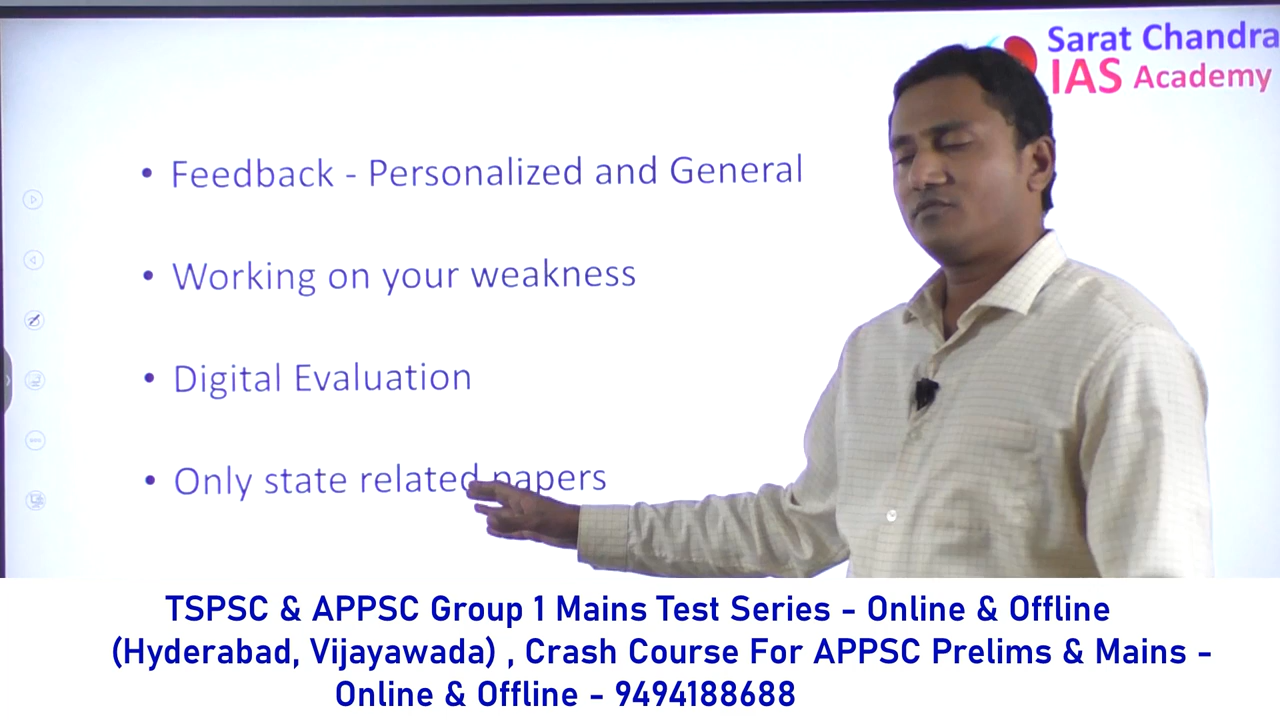 Sarat Chandra
IAS Academy
• Feedback - Personalized and General
• Working on your weakness
• Digital Evaluation
• Only state related papers
TSPSC & APPSC Group 1 Mains Test Series - Online & Offline
(Hyderabad, Vijayawada) , Crash Course For APPSC Prelims & Mains -
Online & Offline - 9494188688